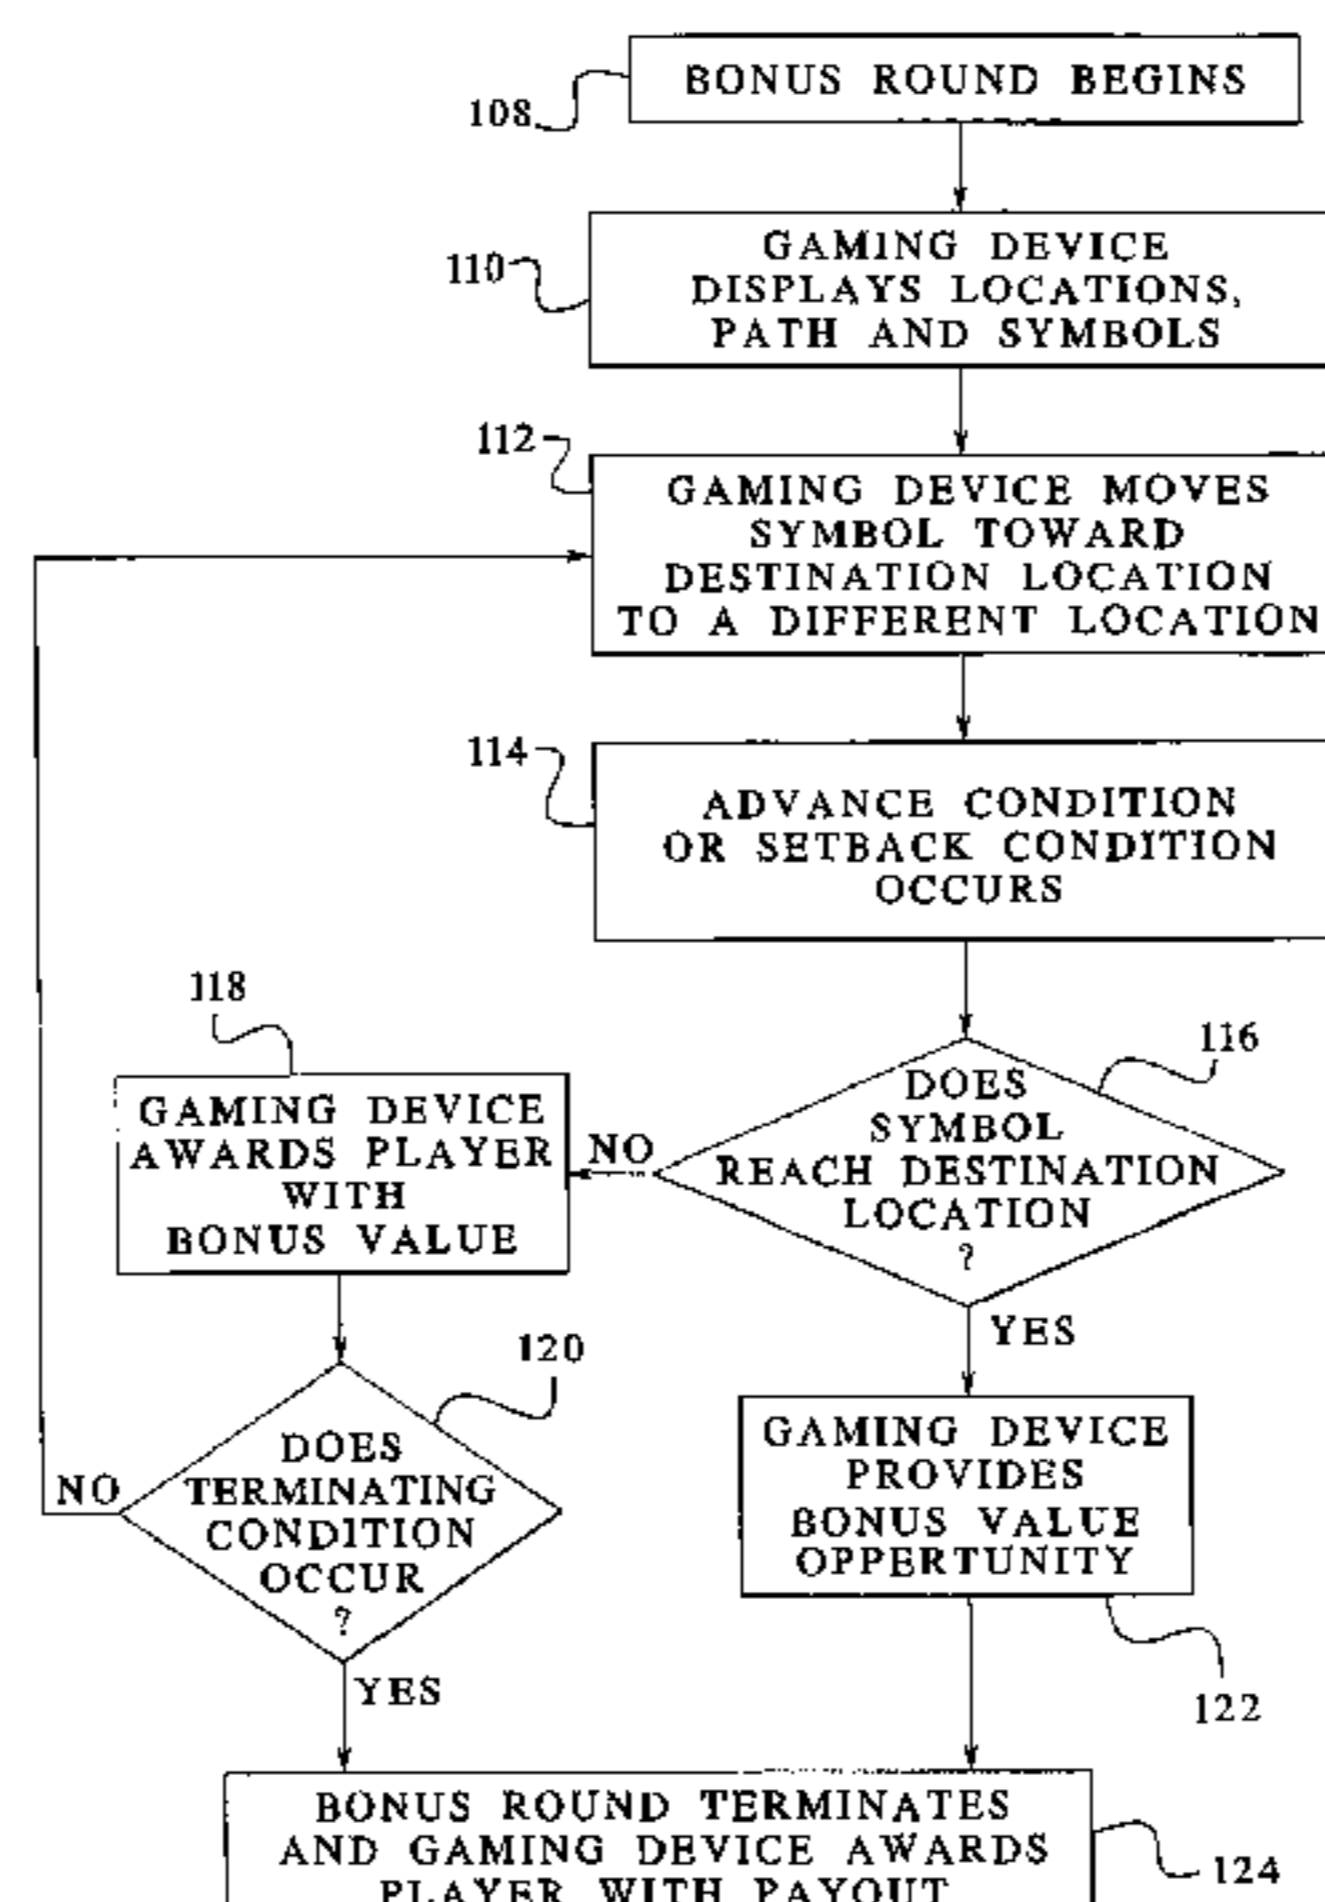 BONUS ROUND BEGINS
108
GAMING DEVICE
DISPLAYS LOCATIONS,
PATH AND SYMBOLS
110
112
GAMING DEVICE MOVES
SYMBOL TOWARD
DESTINATION LOCATION
TO A DIFFERENT LOCATION
114
ADVANCE CONDITION
OR SETBACK CONDITION
OCCURS
118
116
DOES
SYMBOL
REACH DESTINATION
LOCATION
?
NO
GAMING DEVICE
AWARDS PLAYER
WITH
BONUS VALUE
YES
120
DOES
TERMINATING
CONDITION
OCCUR
?
NO
GAMING DEVICE
PROVIDES
BONUS VALUE
OPPERTUNITY
YES
122
BONUS ROUND TERMINATES
AND GAMING DEVICE AWARDS
PLAYER WITH PAYOUT
124